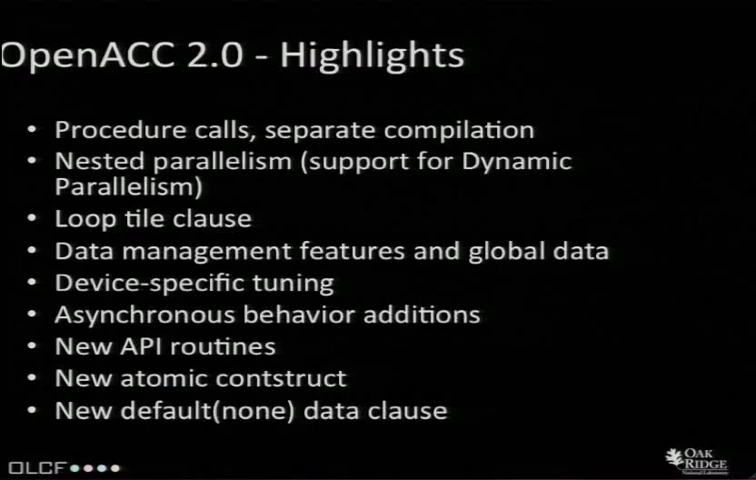 OpenACC 2.0 - Highlights
• Procedure calls, separate compilation
• Nested parallelism (support for Dynamic
Parallelism)
• Loop tile clause
• Data management features and global data
• Device-specific tuning
• Asynchronous behavior additions
• New API routines
• New atomic contstruct
• New default(none) data clause
OLCF
OAK
RIDGE
National Laboratory